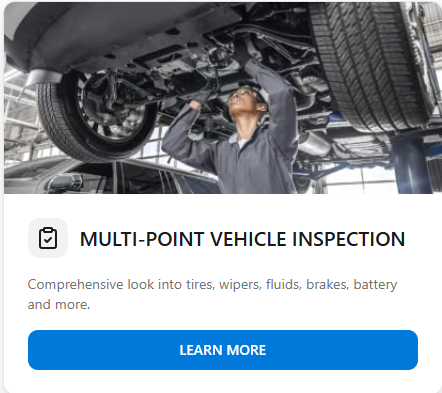 MULTI-POINT VEHICLE INSPECTION
Comprehensive look into tires, wipers, fluids, brakes, battery
and more.
LEARN MORE